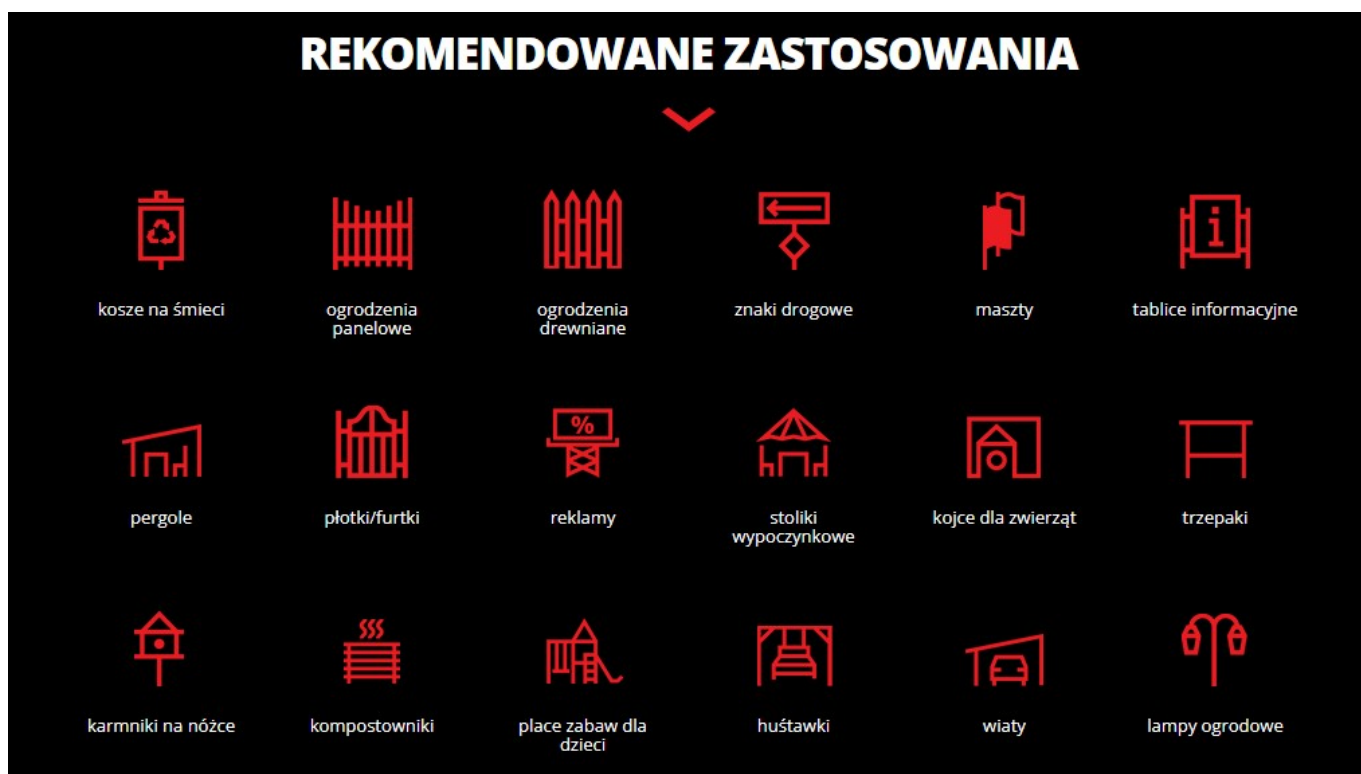 REKOMENDOWANE ZASTOSOWANIA
kosze na śmieci
ogrodzenia
panelowe
ogrodzenia
drewniane
znaki drogowe
maszty
i
tablice informacyjne
pergole
płotki/furtki
%
reklamy
stoliki
wypoczynkowe
kojce dla zwierząt
trzepaki
karmniki na nóżce
kompostowniki
place zabaw dla
dzieci
huśtawki
wiaty
lampy ogrodowe